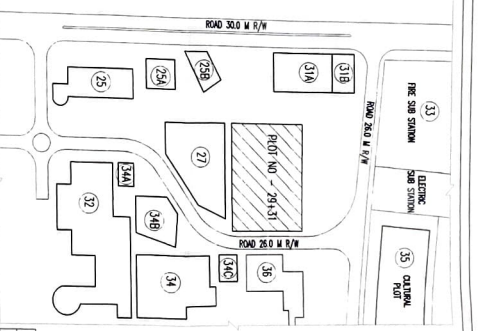 ROAD 30.0 M R/W
25
25A
25B
31A
31B
33
FIRE SUB STATION
ROAD 26.0 M R/W
27
PLOT NO - 29+31
ELECTRIC
SUB STATION
34A
32
34B
ROAD 26.0 M R/W
34
34C
36
35
CULTURAL
PLOT